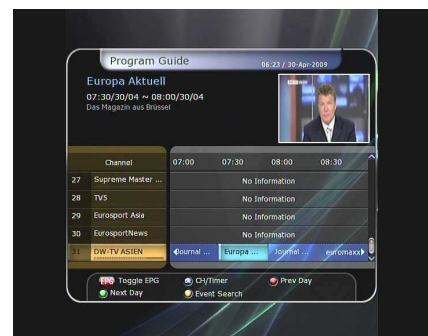 Program Guide
06:23 / 30-Apr-2009
Europa Aktuell
07:30/30/04 ~ 08:00/30/04
Das Magazin aus Brüssel
Channel 07:00 07:30 08:00 08:30
27 Supreme Master ... No Information
28 TV5 No Information
29 Eurosport Asia No Information
30 EurosportNews No Information
31 DW-TV ASIEN Journal ... Europa ... Journal ... euromaxx
EPG Toggle EPG CH/Timer Prev Day
Next Day Event Search